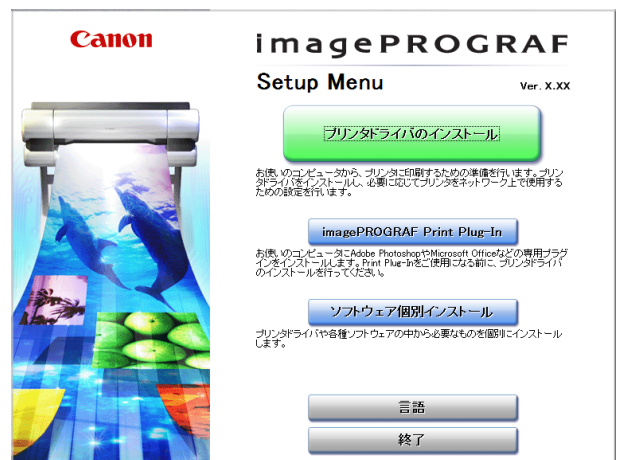 Canon
imagePROGRAF
Setup Menu
Ver. X.XX
プリンタドライバのインストール
お使いのコンピュータから、プリンタに印刷するための準備を行います。プリン
タドライバをインストールし、必要に応じてプリンタをネットワーク上で使用する
ための設定を行います。
imagePROGRAF Print Plug-In
お使いのコンピュータにAdobe PhotoshopやMicrosoft Officeなどの専用プラグ
インをインストールします。Print Plug-Inをご使用になる前に、プリンタドライバ
のインストールを行ってください。
ソフトウェア個別インストール
プリンタドライバや各種ソフトウェアの中から必要なものを個別にインストール
します。
言語
終了